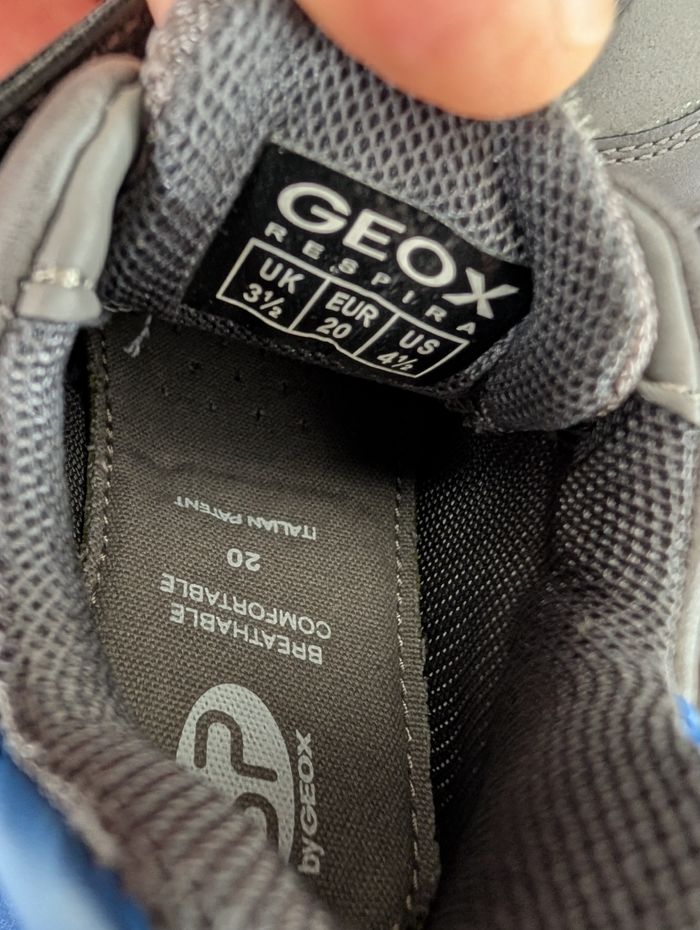 GEOX
RESPIRA
UK EUR US
3½ 20 4½
ITALIAN PATENT
20
BREATHABLE
COMFORTABLE
by GEOX